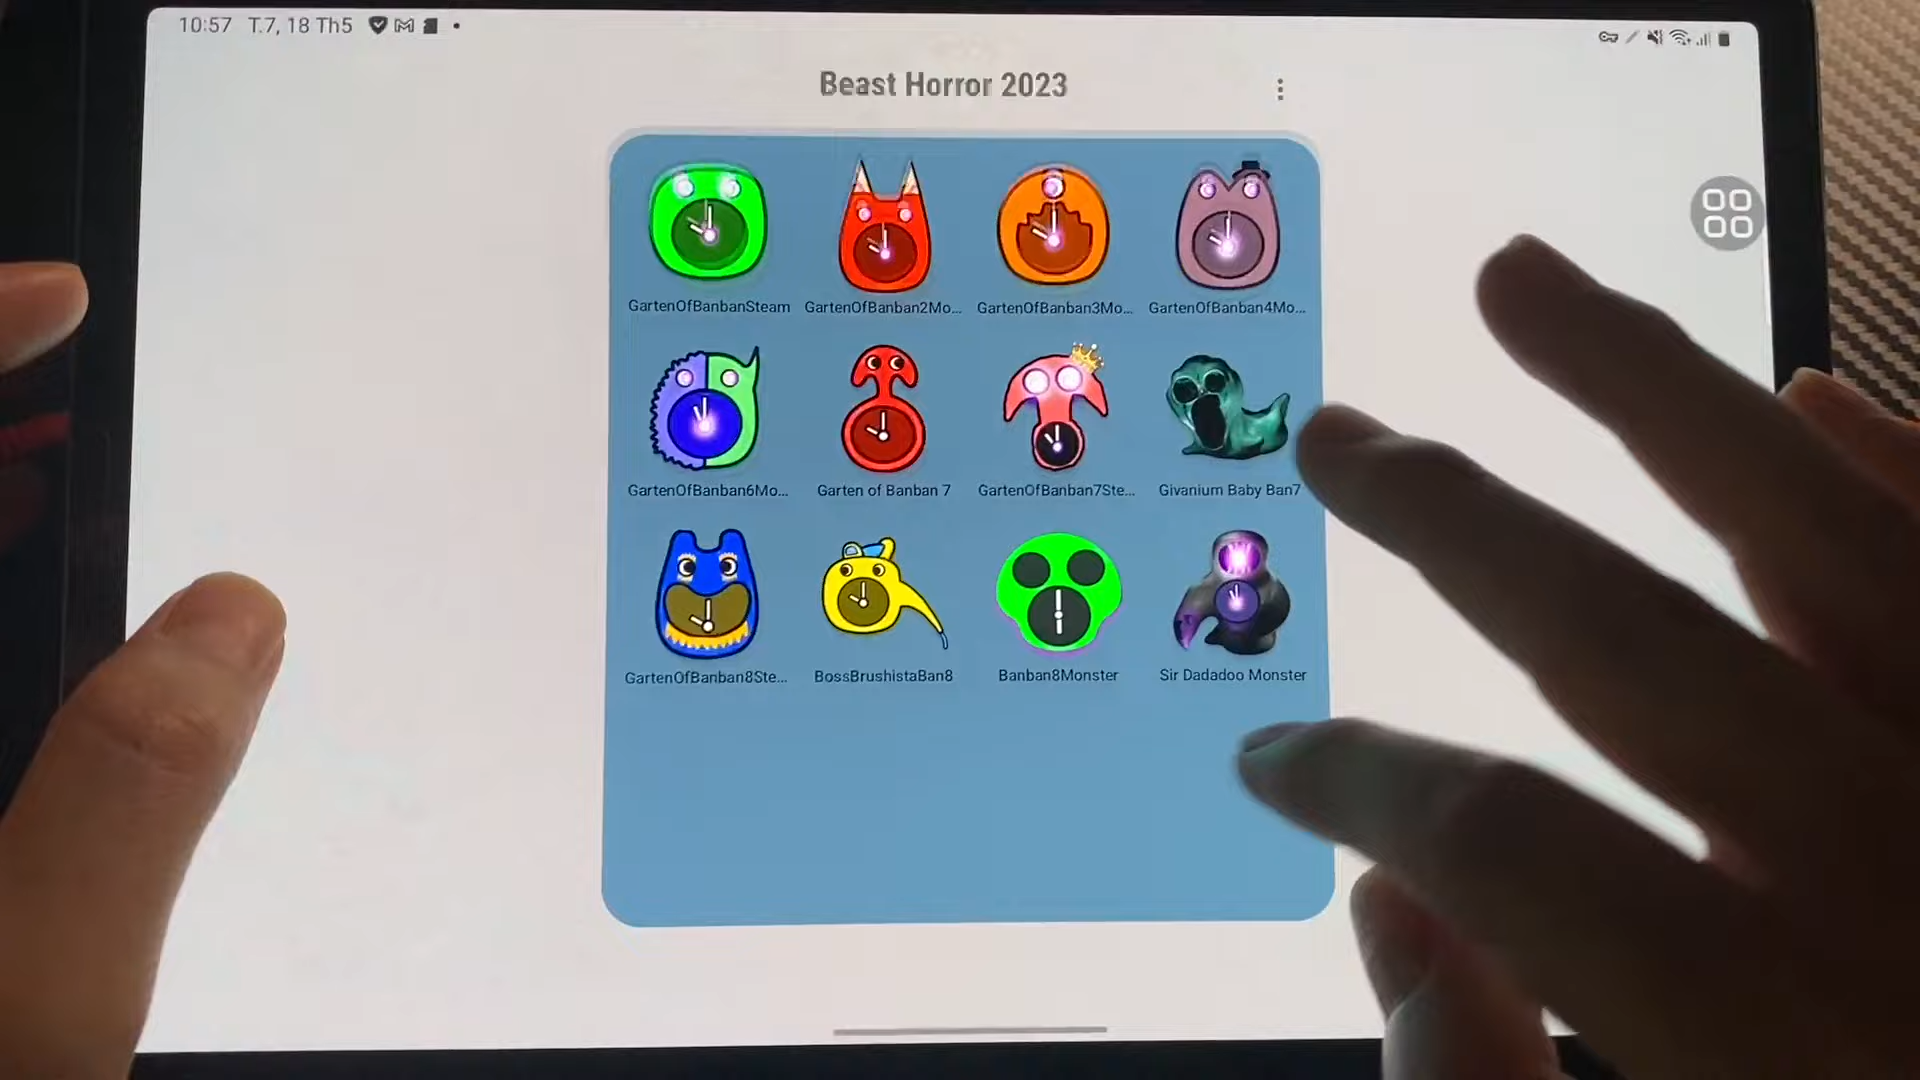 10:57 T.7, 18 Th5
Beast Horror 2023
GartenOfBanbanSteam GartenOfBanban2Mo... GartenOfBanban3Mo... GartenOfBanban4Mo...
GartenOfBanban6Mo... Garten of Banban 7 GartenOfBanban7Ste... Givanium Baby Ban7
GartenOfBanban8Ste... BossBrushistaBan8 Banban8Monster Sir Dadadoo Monster